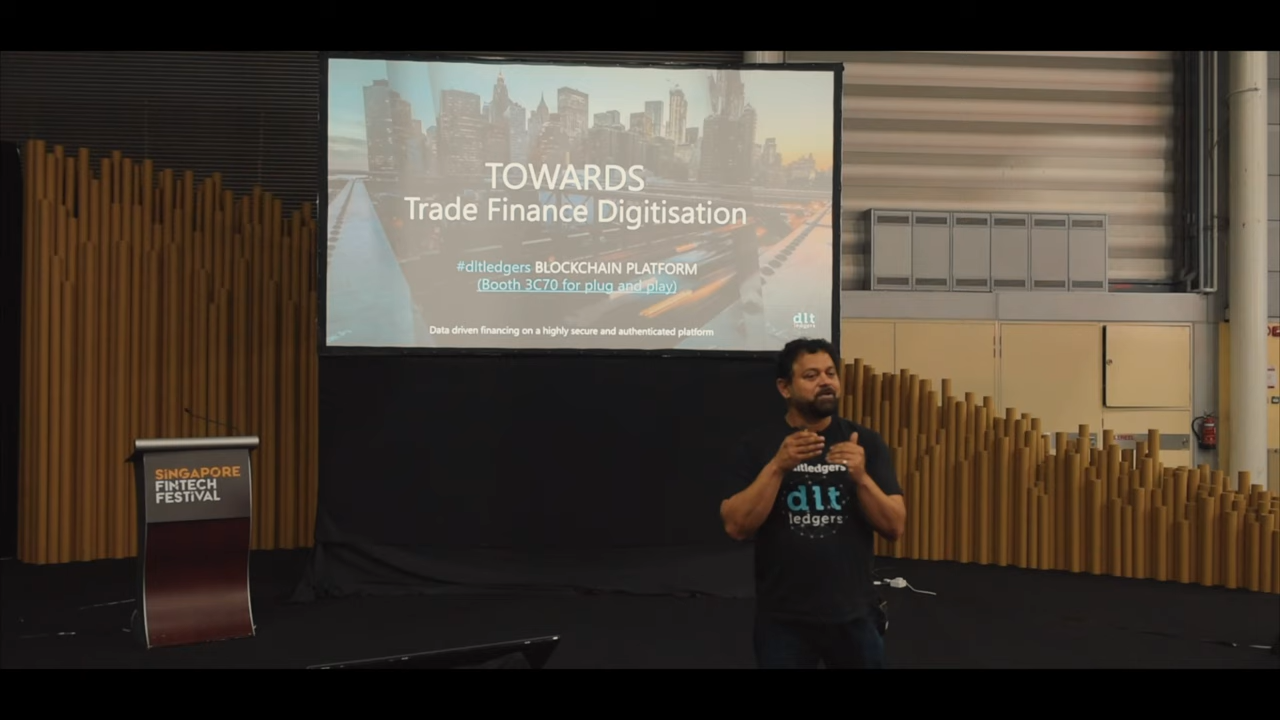 TOWARDS
Trade Finance Digitisation
#dltledgers BLOCKCHAIN PLATFORM
(Booth 3C70 for plug and play)
dlt
ledgers
Data driven financing on a highly secure and authenticated platform
SiNGAPORE
FiNTECH
FESTiVAL
dltledgers
dlt
ledgers